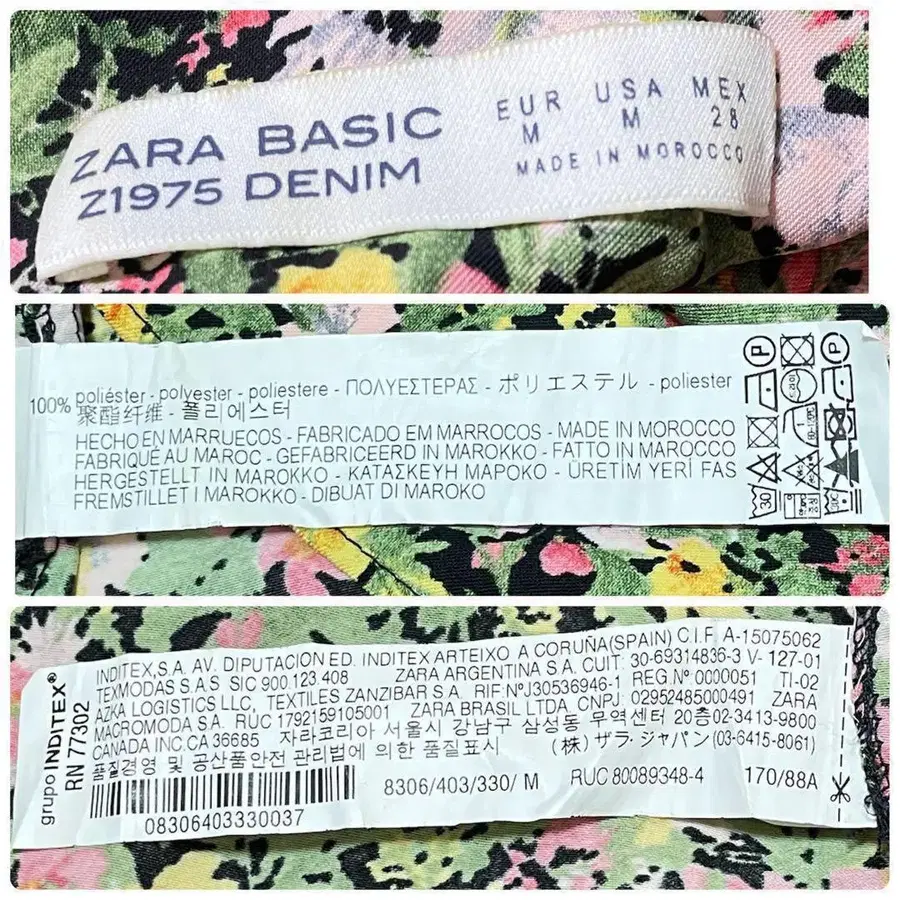 ZARA BASIC
Z1975 DENIM
EUR USA MEX
M M 28
MADE IN MOROCCO
100% poliéster - polyester - poliestere - ΠΟΛΥΕΣΤΕΡΑΣ - ポリエステル - poliester
聚酯纤维 - 폴리에스터
HECHO EN MARRUECOS - FABRICADO EM MARROCOS - MADE IN MOROCCO
FABRIQUÉ AU MAROC - GEFABRICEERD IN MAROKKO - FATTO IN MAROCCO
HERGESTELLT IN MAROKKO - ΚΑΤΑΣΚΕΥΗ ΜΑΡΟΚΟ - ÜRETİM YERİ FAS
FREMSTILLET I MAROKKO - DIBUAT DI MAROKO
P P
30 30
grupo INDITEX®
RN 77302
INDITEX,S.A. AV. DIPUTACION ED. INDITEX ARTEIXO A CORUÑA(SPAIN) C.I.F. A-15075062
TEXMODAS S.A.S SIC 900.123.408 ZARA ARGENTINA S.A. CUIT: 30-69314836-3 V- 127-01
AZKA LOGISTICS LLC, TEXTILES ZANZIBAR S.A. RIF:NºJ30536946-1 REG.Nº 0000051 TI-02
MACROMODA S.A. RUC 1792159105001 ZARA BRASIL LTDA. CNPJ: 02952485000491 ZARA
CANADA INC.CA 36685 자라코리아 서울시 강남구 삼성동 무역센터 20층 02-3413-9800
품질경영 및 공산품안전 관리법에 의한 품질표시 (株) ザラ・ジャパン (03-6415-8061)
8306/403/330/ M RUC 80089348-4 170/88A
08306403330037